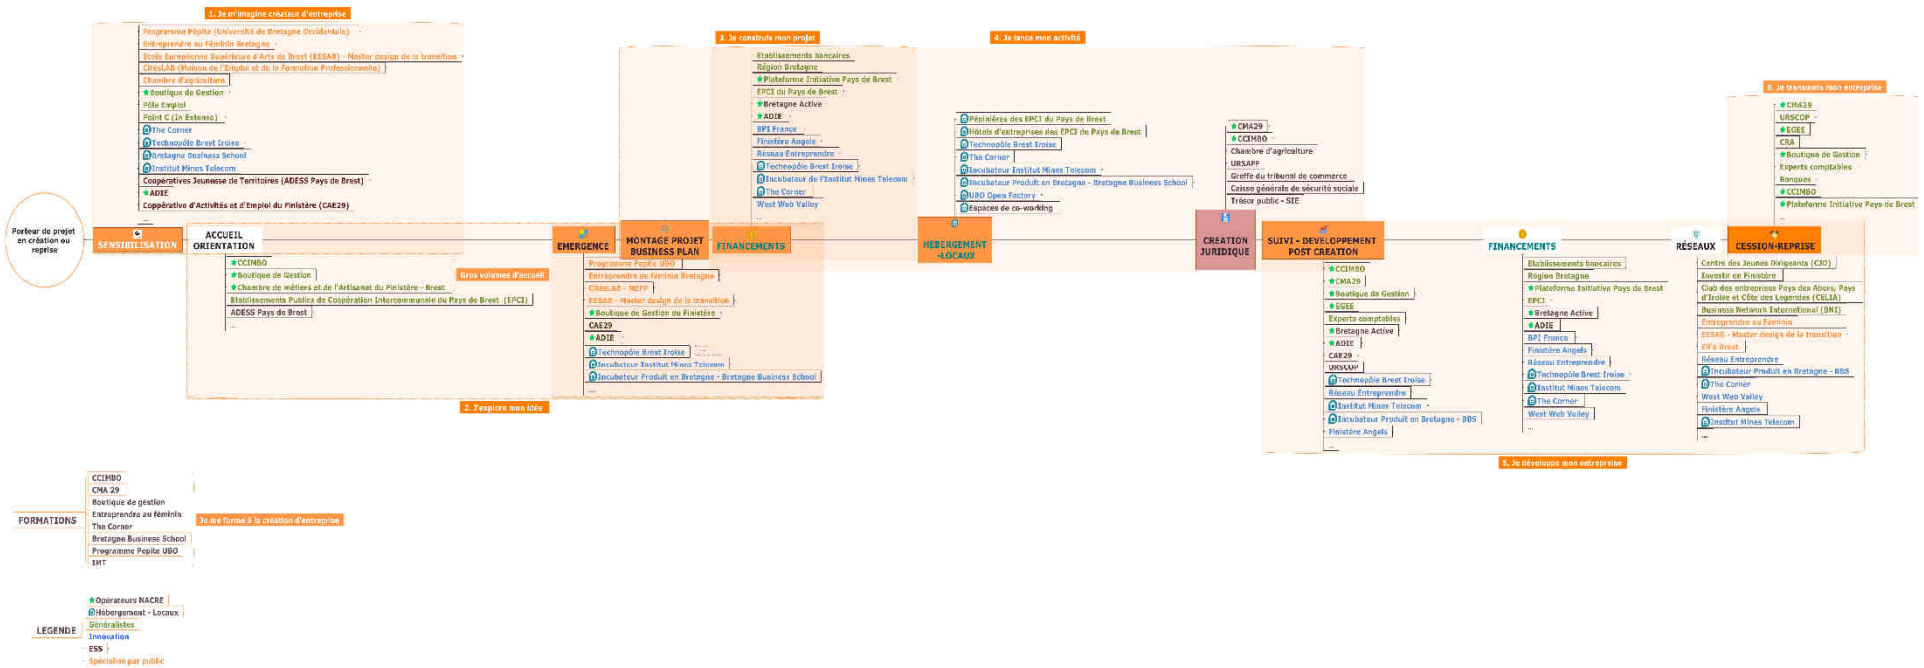 1. Je m'imagine créateur d'entreprise
Programme Pépite (Université de Bretagne Occidentale)
Entreprendre au Féminin Bretagne
Ecole Européenne Supérieure d'Arts de Brest (EESAB) - Master design de la transition
CitésLAB (Maison de l'Emploi et de la Formation Professionnelle)
Chambre d'agriculture
Boutique de Gestion
Pôle Emploi
Point C (In Extenso)
The Corner
Technopôle Brest Iroise
Bretagne Business School
Institut Mines Telecom
Coopératives Jeunesse de Territoires (ADESS Pays de Brest)
ADIE
Coppérative d'Activités et d'Emploi du Finistère (CAE29)
...
Porteur de projet
en création ou
reprise
SENSIBILISATION
ACCUEIL
ORIENTATION
CCIMBO
Boutique de Gestion
Chambre de métiers et de l'Artisanat du Finistère - Brest
Etablissements Publics de Coopération Intercommunale du Pays de Brest (EPCI)
ADESS Pays de Brest
...
Gros volumes d'accueil
2. J'explore mon idée
EMERGENCE
Programme Pepite UBO
Entreprendre au féminin Bretagne
CitésLAB - MEFP
EESAB - Master design de la transition
Boutique de Gestion du Finistère
CAE29
ADIE
Technopôle Brest Iroise
Incubateur Institut Mines Telecom
Incubateur Produit en Bretagne - Bretagne Business School
...
3. Je construis mon projet
MONTAGE PROJET
BUSINESS PLAN
Etablissements bancaires
Région Bretagne
Plateforme Initiative Pays de Brest
EPCI du Pays de Brest
Bretagne Active
ADIE
BPI France
Finistère Angels
Réseau Entreprendre
Technopôle Brest Iroise
Incubateur de l'Institut Mines Telecom
The Corner
West Web Valley
...
FINANCEMENTS
4. Je lance mon activité
Pépinières des EPCI du Pays de Brest
Hôtels d'entreprises des EPCI du Pays de Brest
Technopôle Brest Iroise
The Corner
Incubateur Institut Mines Telecom
Incubateur Produit en Bretagne - Bretagne Business School
UBO Open Factory
Espaces de co-working
HEBERGEMENT
-LOCAUX
CMA29
CCIMBO
Chambre d'agriculture
URSAFF
Greffe du tribunal de commerce
Caisse générale de sécurité sociale
Trésor public - SIE
CREATION
JURIDIQUE
SUIVI - DEVELOPPEMENT
POST CREATION
CCIMBO
CMA29
Boutique de Gestion
EGEE
Experts comptables
Bretagne Active
ADIE
CAE29
URSCOP
Technopôle Brest Iroise
Réseau Entreprendre
Institut Mines Telecom
Incubateur Produit en Bretagne - BBS
Finistère Angels
...
FINANCEMENTS
Etablissements bancaires
Région Bretagne
Plateforme Initiative Pays de Brest
EPCI
Bretagne Active
ADIE
BPI France
Finistère Angels
Réseau Entreprendre
Technopôle Brest Iroise
Institut Mines Telecom
The Corner
West Web Valley
...
5. Je développe mon entrepreise
RÉSEAUX
Centre des Jeunes Dirigeants (CJD)
Investir en Finistère
Club des entreprises Pays des Abers, Pays
d'Iroise et Côte des Legendes (CELIA)
Business Network International (BNI)
Entreprendre au Féminin
EESAB - Master design de la transition
Elfe Brest
Réseau Entreprendre
Incubateur Produit en Bretagne - BBS
The Corner
West Web Valley
Finistère Angels
Institut Mines Telecom
...
6. Je transmets mon entreprise
CMA29
URSCOP
EGEE
CRA
Boutique de Gestion
Experts comptables
Banques
CCIMBO
Plateforme Initiative Pays de Brest
...
CESSION-REPRISE
FORMATIONS
CCIMBO
CMA 29
Boutique de gestion
Entreprendre au féminin
The Corner
Bretagne Business School
Programme Pepite UBO
IMT
Je me forme à la création d'entreprise
LEGENDE
Opérateurs NACRE
Hébergement - Locaux
Généralistes
Innovation
ESS
Spécialisé par public